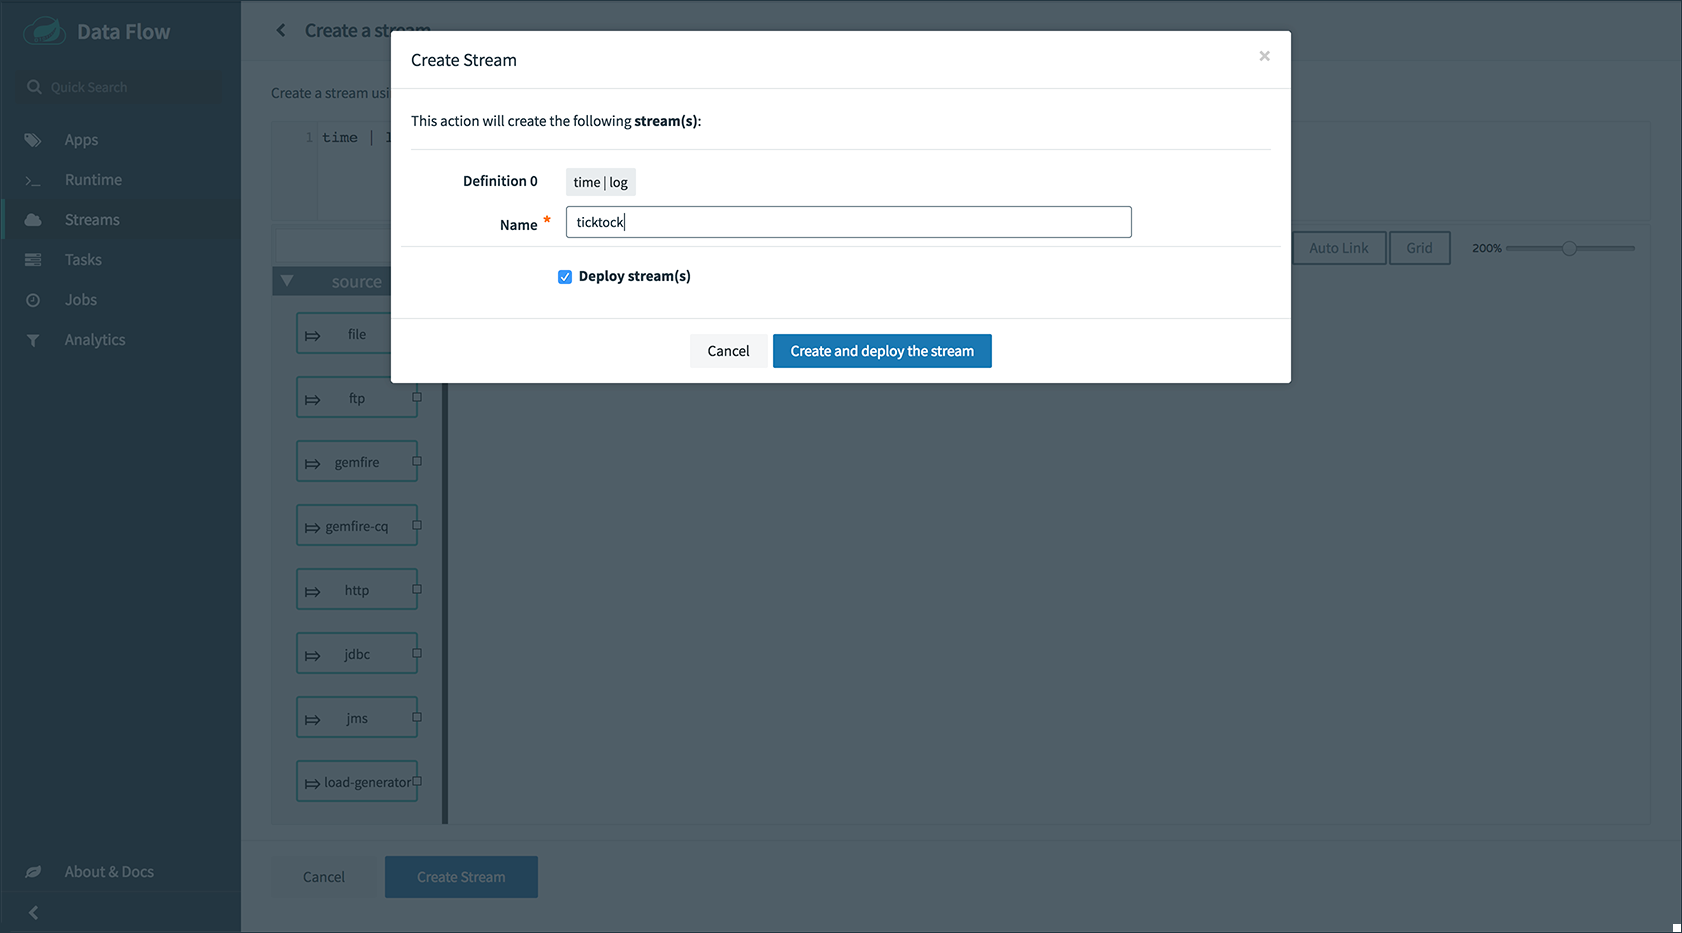 Data Flow
Quick Search
Apps
Runtime
Streams
Tasks
Jobs
Analytics
About & Docs
Create a stream
Create a stream usi
1 time |
source
file
ftp
gemfire
gemfire-cq
http
jdbc
jms
load-generator
Auto Link
Grid
200%
Cancel
Create Stream
Create Stream
×
This action will create the following stream(s):
Definition 0 time | log
Name * ticktock
Deploy stream(s)
Cancel
Create and deploy the stream